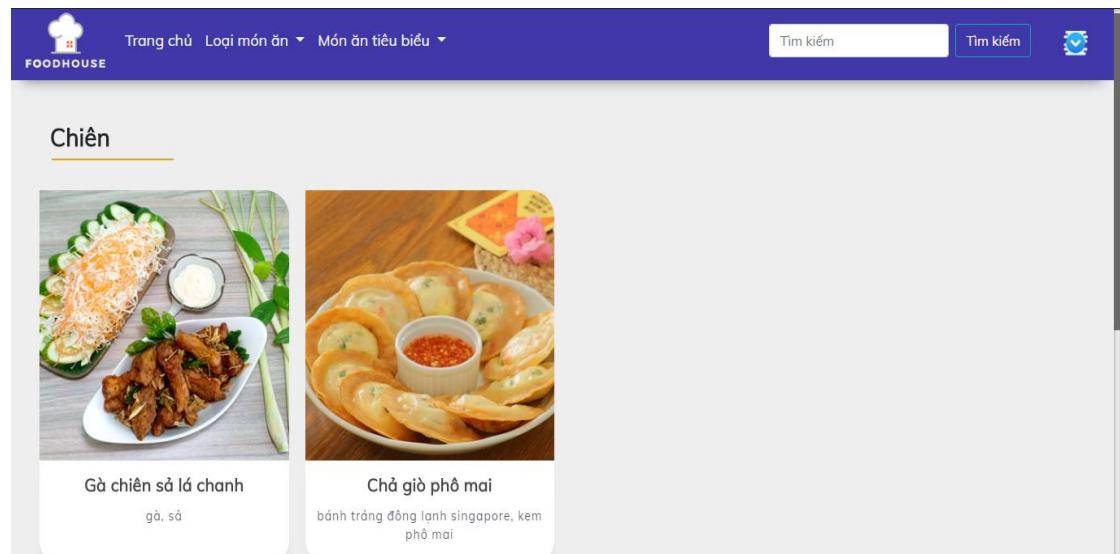 FOODHOUSE
Trang chủ Loại món ăn Món ăn tiêu biểu Tìm kiếm Tìm kiếm
Chiên
Gà chiên sả lá chanh
gà, sả
Chả giò phô mai
bánh tráng đông lạnh singapore, kem
phô mai